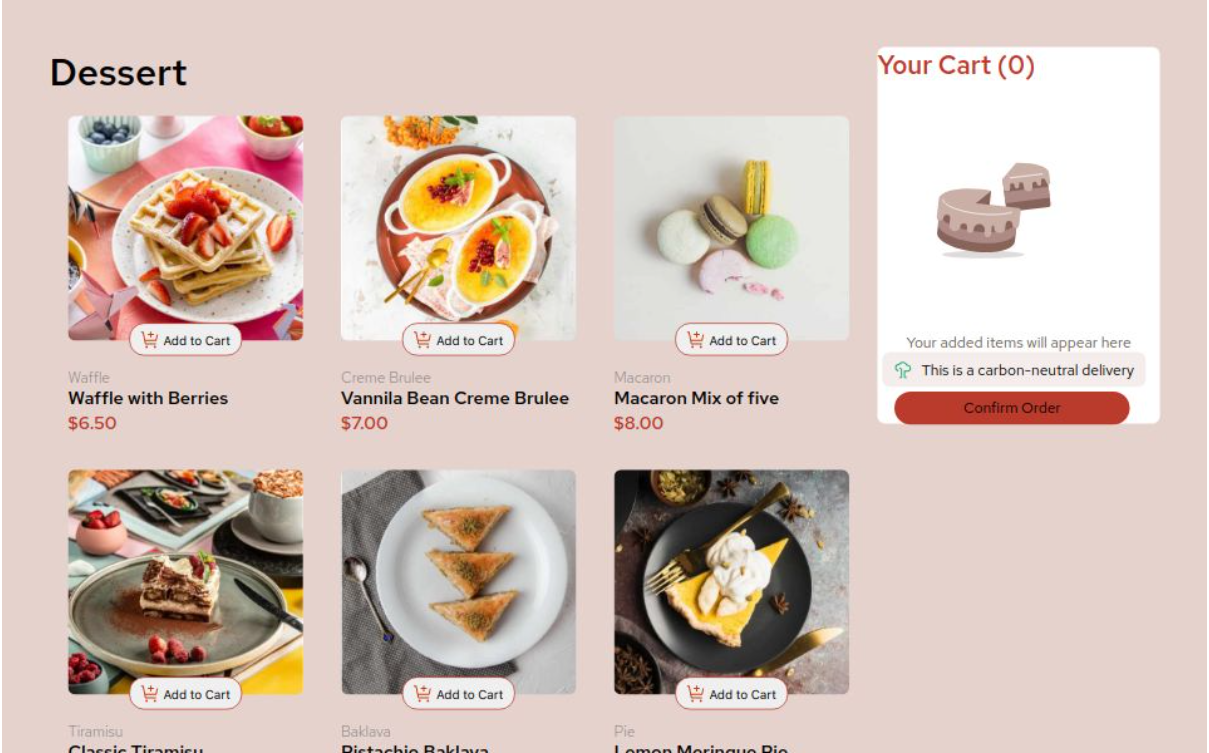 Dessert
Your Cart (0)
Add to Cart
Add to Cart
Add to Cart
Waffle
Waffle with Berries
$6.50
Creme Brulee
Vannila Bean Creme Brulee
$7.00
Macaron
Macaron Mix of five
$8.00
Your added items will appear here
This is a carbon-neutral delivery
Confirm Order
Add to Cart
Add to Cart
Add to Cart
Tiramisu
Classic Tiramisu
Baklava
Pistachio Baklava
Pie
Lemon Meringue Pie